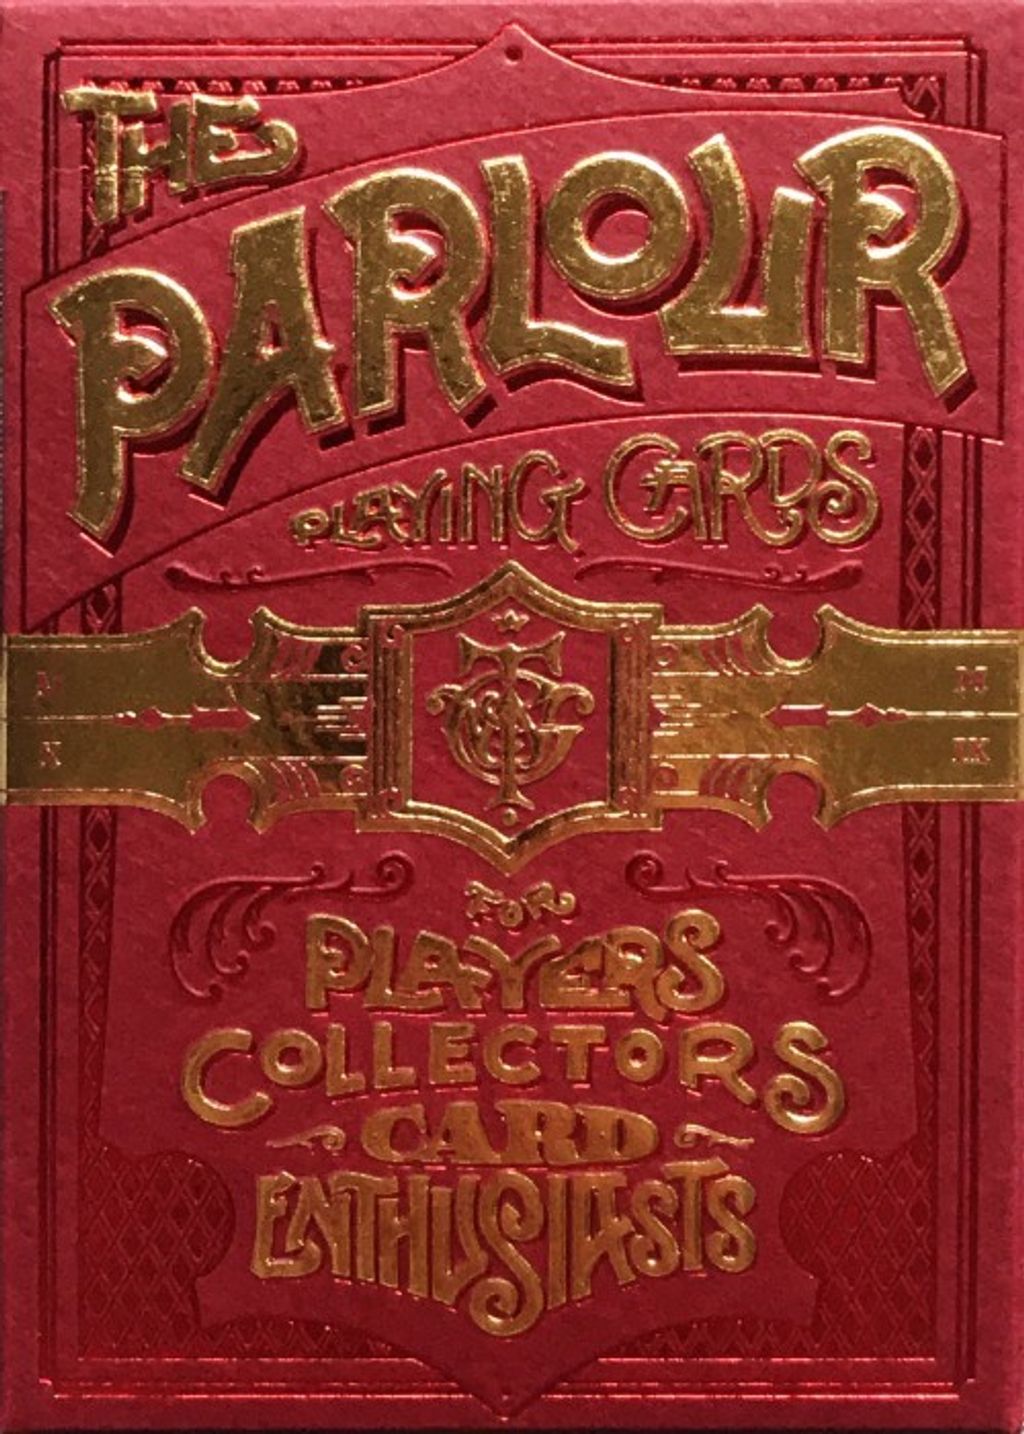 THE
PARLOUR
PLAYING CARDS
FOR
PLAYERS
COLLECTORS
CARD
ENTHUSIASTS